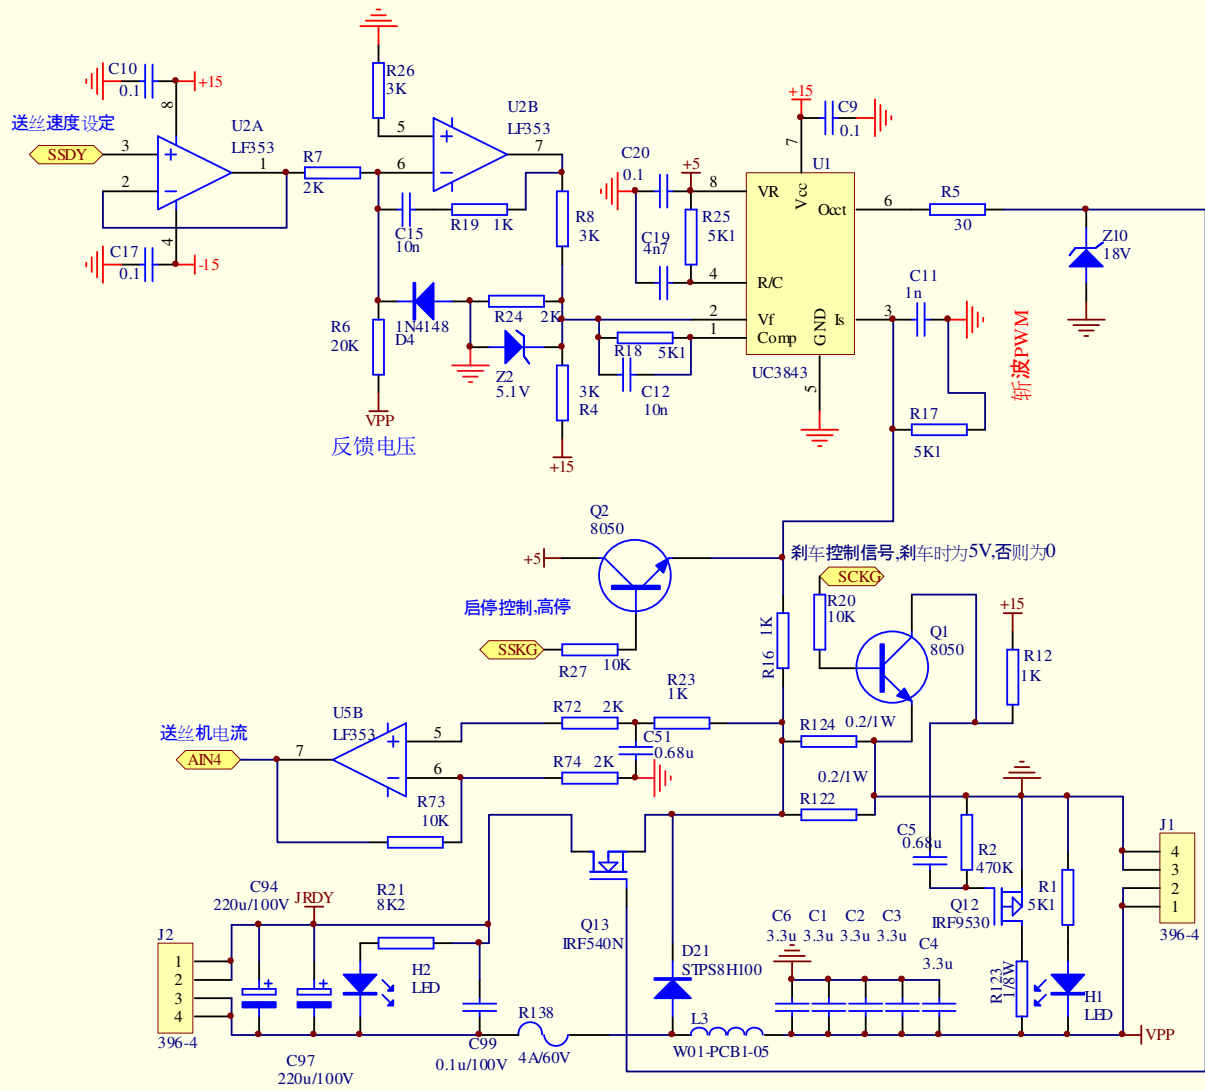 C10
0.1
+15
8
R26
3K
送丝速度设定
SSDY
3
2
1
U2A
LF353
4
C17
0.1
-15
R7
2K
5
6
7
U2B
LF353
C15
10n
R19 1K
R8
3K
1N4148
D4
R24 2K
R6
20K
VPP
反馈电压
Z2
5.1V
3K
R4
+15
C20
0.1
+5
8
R25
5K1
C19
4n7
4
2
1
R18 5K1
C12
10n
+15
C9
0.1
7
U1
VR
Vcc
Occt
R/C
Vf
Comp
GND
Is
UC3843
5
6
R5
30
Z10
18V
3
C11
1n
R17
5K1
斩波PWM
Q2
8050
+5
启停控制,高停
SSKG
R27
10K
刹车控制信号,刹车时为5V,否则为0
SCKG
R20
10K
Q1
8050
+15
R12
1K
R16 1K
送丝机电流
AIN4
U5B
LF353
7
5
6
R73
10K
R72 2K
R23
1K
C51
0.68u
R74 2K
R124 0.2/1W
0.2/1W
R122
C5
0.68u
R2
470K
Q12
IRF9530
R1
5K1
R123
1/8W
H1
LED
J1
4
3
2
1
396-4
C94
220u/100V
JRDY
R21
8K2
J2
1
2
3
4
396-4
H2
LED
C97
220u/100V
C99
0.1u/100V
R138
4A/60V
Q13
IRF540N
D21
STPS8H100
L3
W01-PCB1-05
C6
3.3u
C1
3.3u
C2
3.3u
C3
3.3u
C4
3.3u
VPP